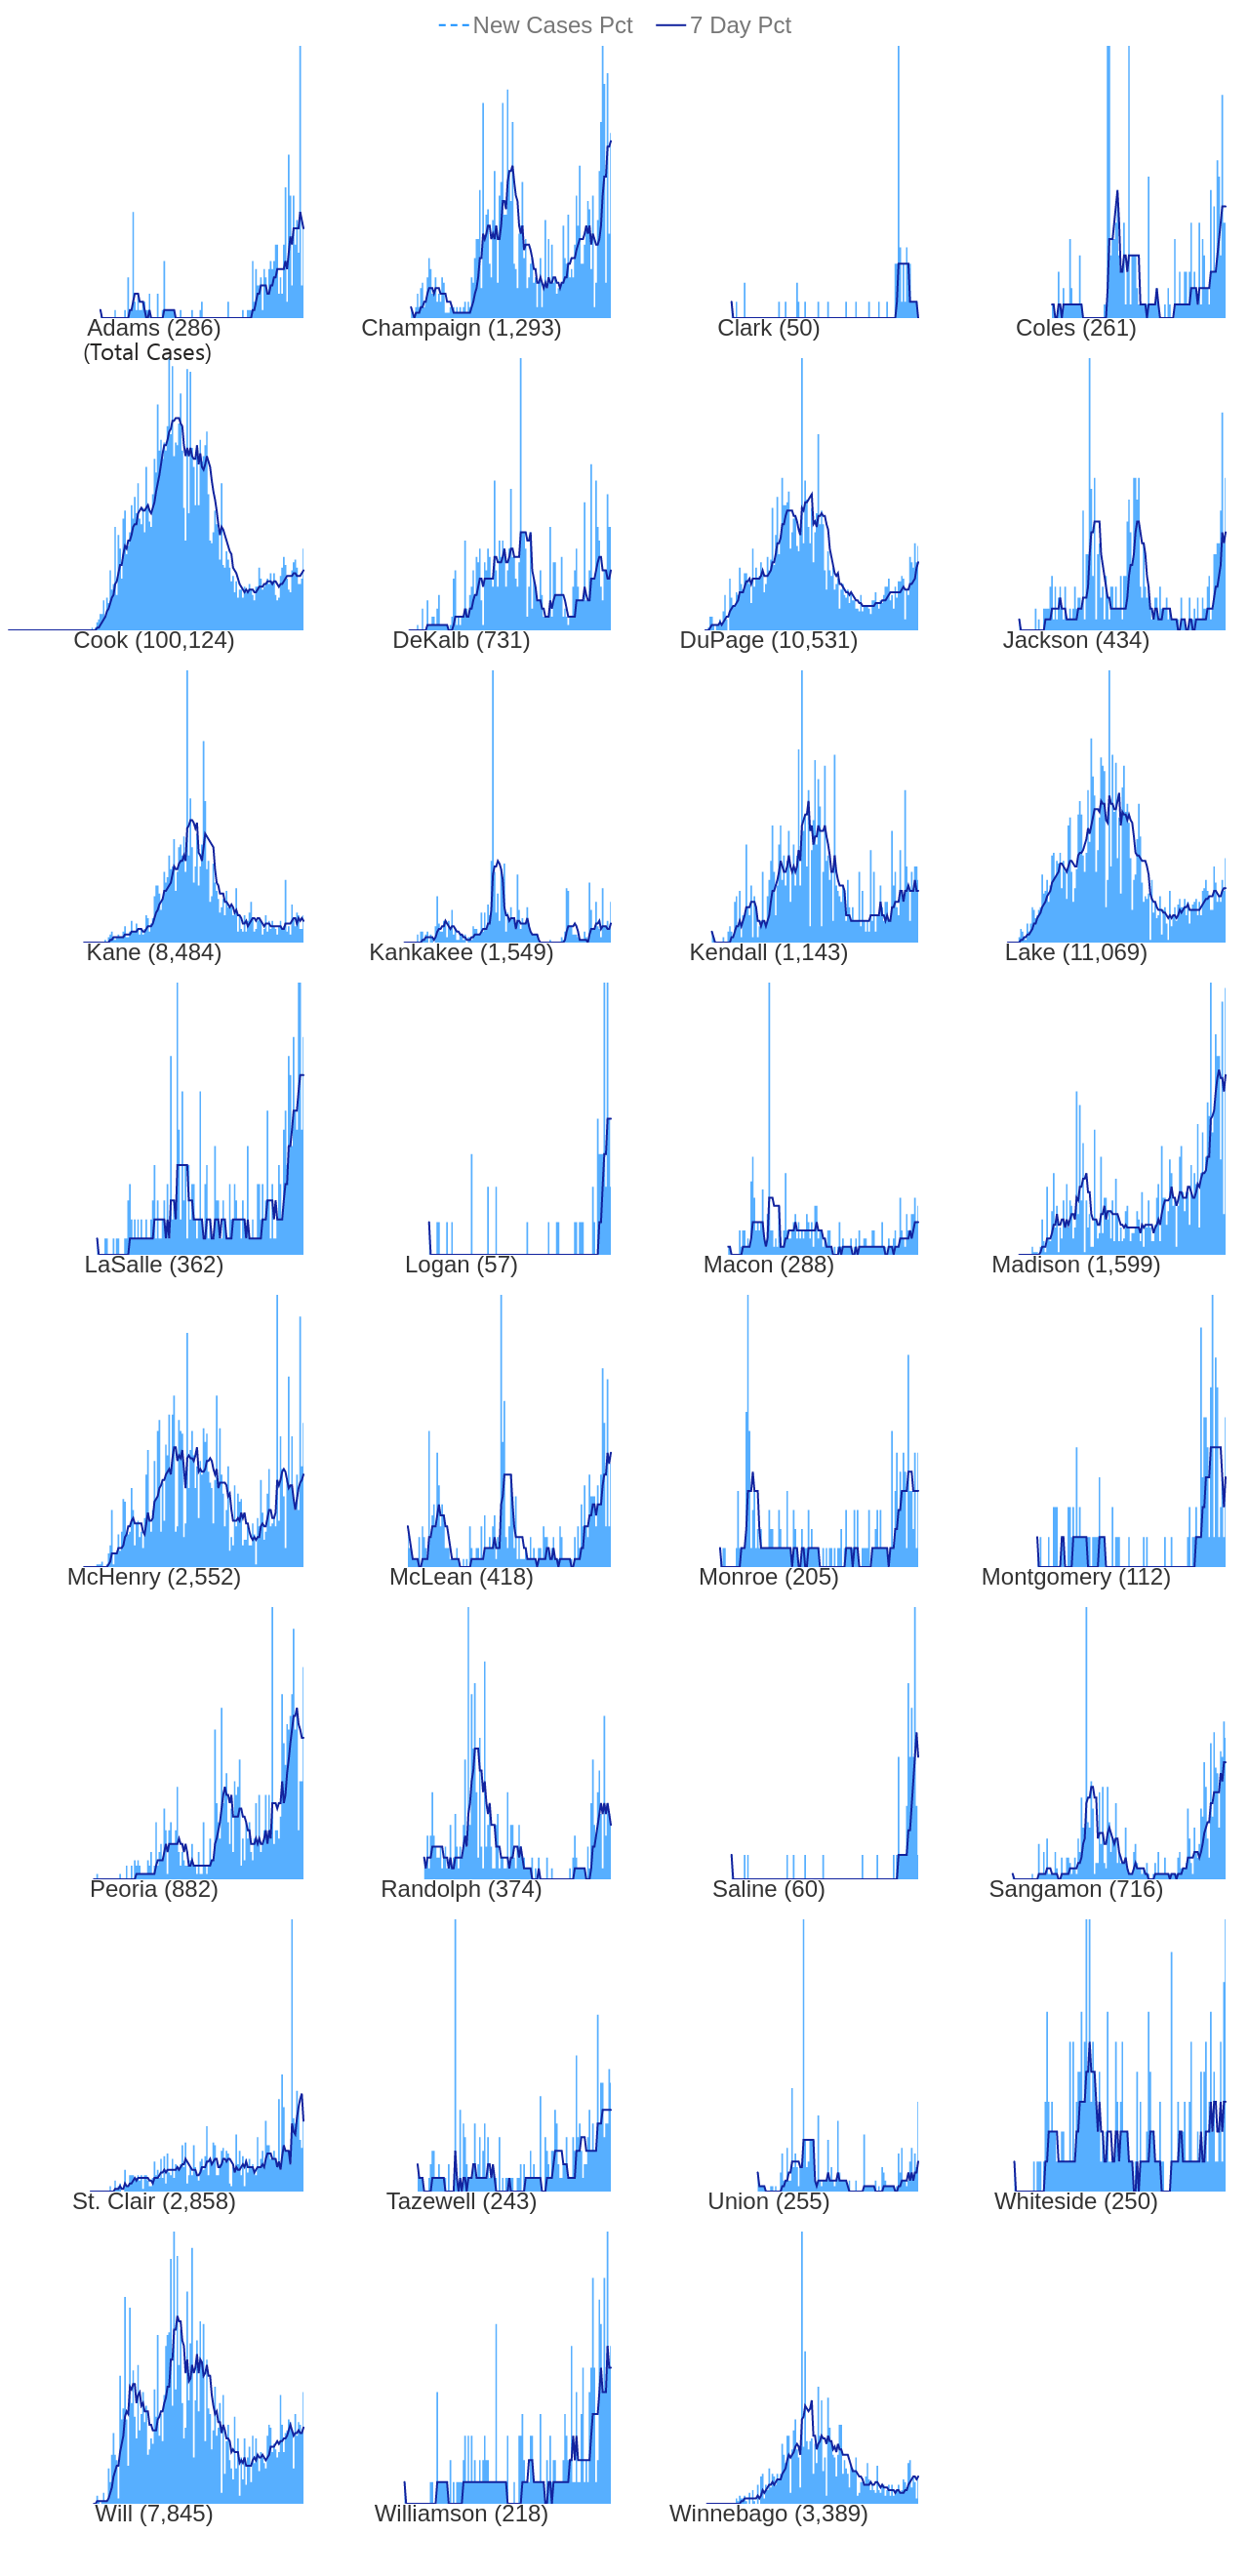 New Cases Pct 7 Day Pct
Adams (286) Champaign (1,293) Clark (50) Coles (261)
(Total Cases)
Cook (100,124) DeKalb (731) DuPage (10,531) Jackson (434)
Kane (8,484) Kankakee (1,549) Kendall (1,143) Lake (11,069)
LaSalle (362) Logan (57) Macon (288) Madison (1,599)
McHenry (2,552) McLean (418) Monroe (205) Montgomery (112)
Peoria (882) Randolph (374) Saline (60) Sangamon (716)
St. Clair (2,858) Tazewell (243) Union (255) Whiteside (250)
Will (7,845) Williamson (218) Winnebago (3,389)